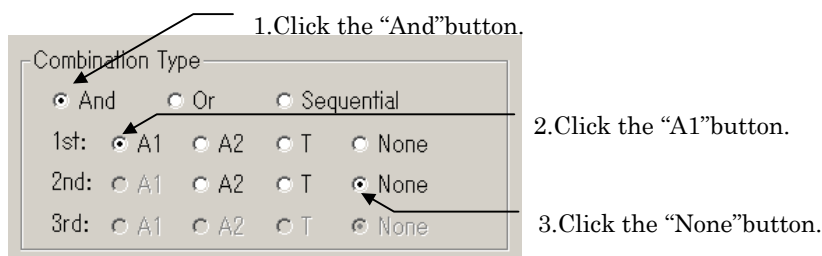 1.Click the “And”button.
Combination Type
And Or Sequential
1st: A1 A2 T None
2.Click the “A1”button.
2nd: A1 A2 T None
3rd: A1 A2 T None
3.Click the “None”button.